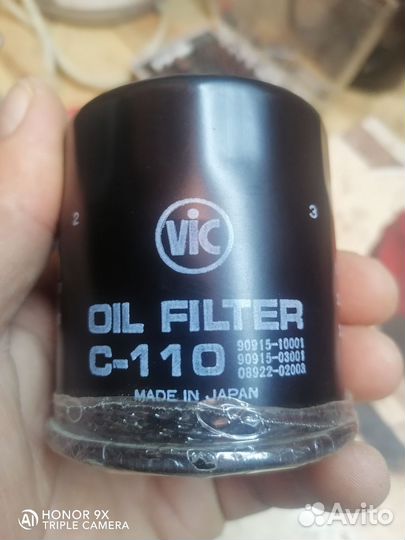 2
3
VIC
OIL FILTER
C-110
90915-10001
90915-03001
08922-02003
MADE IN JAPAN
HONOR 9X
TRIPLE CAMERA
Avito